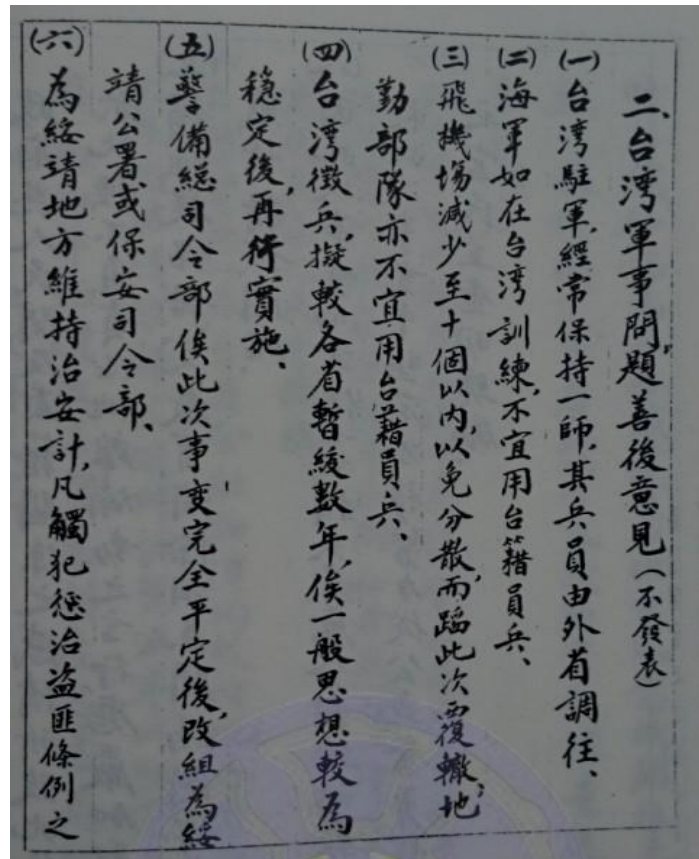 二、台湾軍事問題善後意見(不發表)
(一)台湾駐軍,經常保持一師,其兵員由外省調往、
(二)海軍如在台湾訓練,不宜用台籍員兵、
(三)飛機場減少至十個以内,以免分散而蹈此次覆轍,地
勤部隊亦不宜用台籍員兵、
(四)台湾徵兵,擬較各省暫緩數年,俟一般思想較為
穩定後,再行實施、
(五)警備總司令部俟此次事变完全平定後,改組為綏
靖公署或保安司令部、
(六)為綏靖地方維持治安計,凡觸犯懲治盗匪條例之